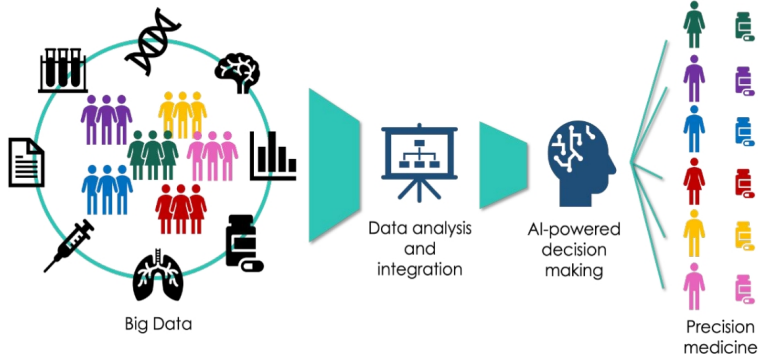 Big Data
Data analysis
and
integration
AI-powered
decision
making
Precision
medicine